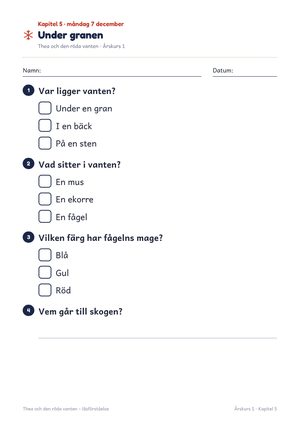 Kapitel 5 · måndag 7 december
Under granen
Thea och den röda vanten · Årskurs 1
Namn: Datum:
1 Var ligger vanten?
Under en gran
I en bäck
På en sten
2 Vad sitter i vanten?
En mus
En ekorre
En fågel
3 Vilken färg har fågelns mage?
Blå
Gul
Röd
4 Vem går till skogen?
Thea och den röda vanten – läsförståelse Årskurs 1 · Kapitel 5